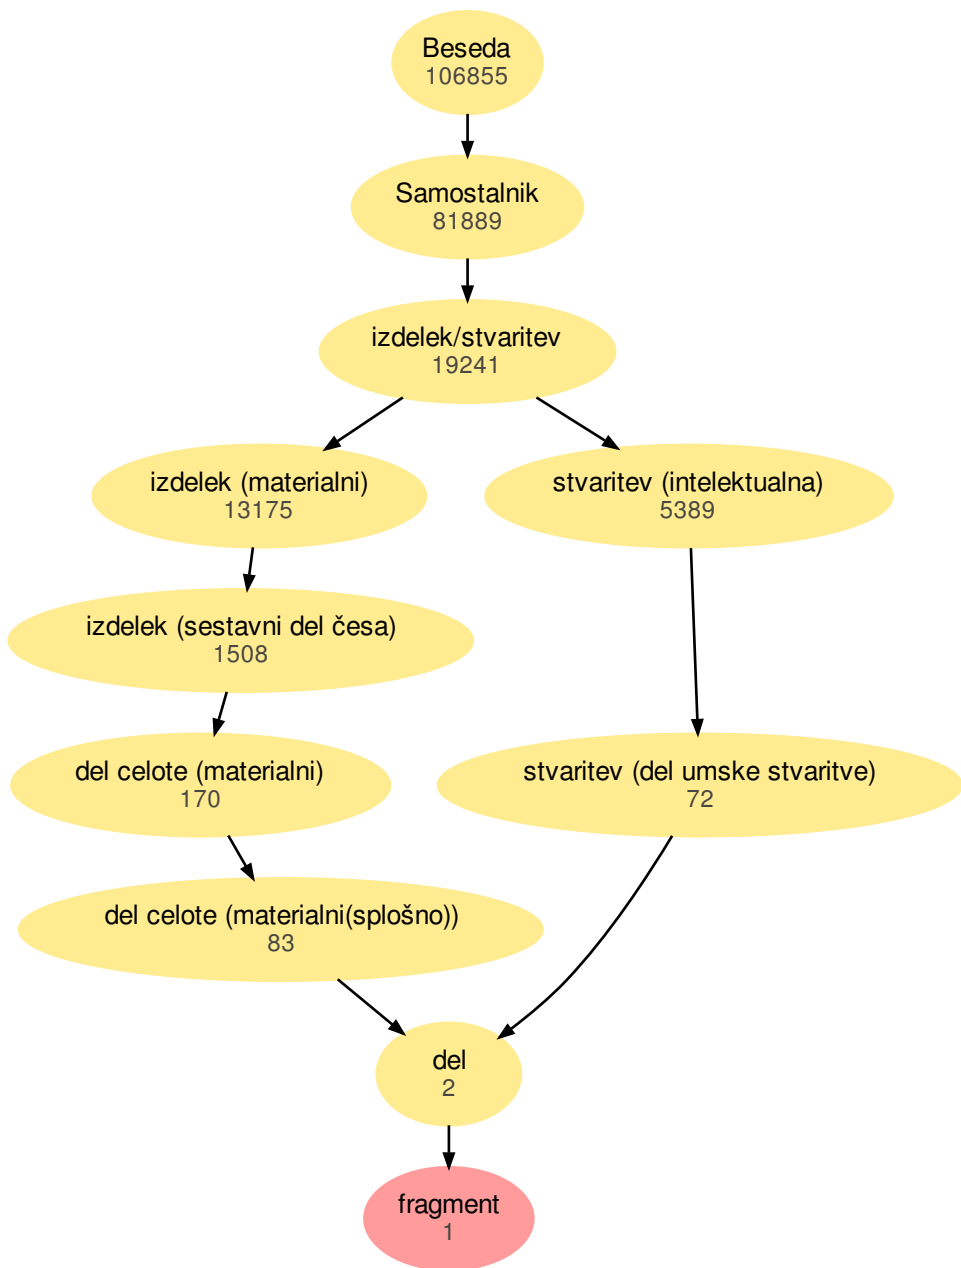 Beseda
106855
Samostalnik
81889
izdelek/stvaritev
19241
izdelek (materialni)
13175
stvaritev (intelektualna)
5389
izdelek (sestavni del česa)
1508
del celote (materialni)
170
stvaritev (del umske stvaritve)
72
del celote (materialni(splošno))
83
del
2
fragment
1